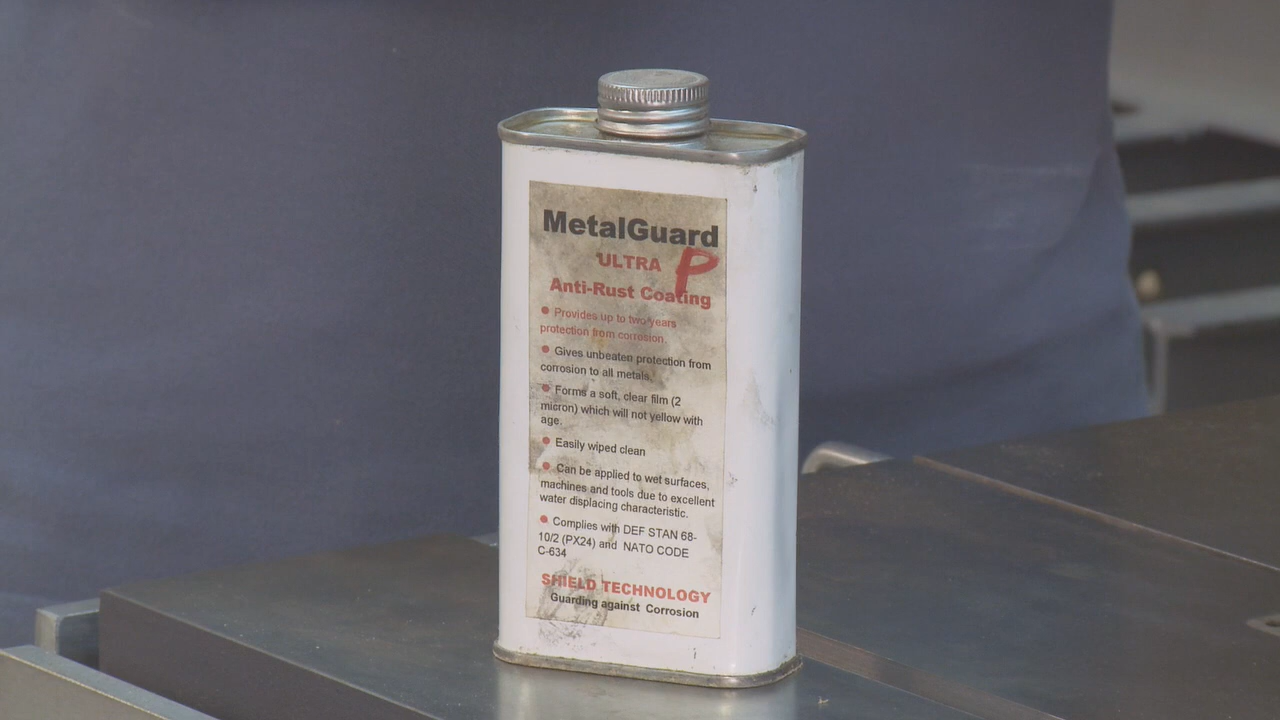 MetalGuard
ULTRA P
Anti-Rust Coating
• Provides up to two years
protection from corrosion.
• Gives unbeaten protection from
corrosion to all metals.
• Forms a soft, clear film (2
micron) which will not yellow with
age.
• Easily wiped clean
• Can be applied to wet surfaces,
machines and tools due to excellent
water displacing characteristic.
• Complies with DEF STAN 68-
10/2 (PX24) and NATO CODE
C-634
SHIELD TECHNOLOGY
Guarding against Corrosion